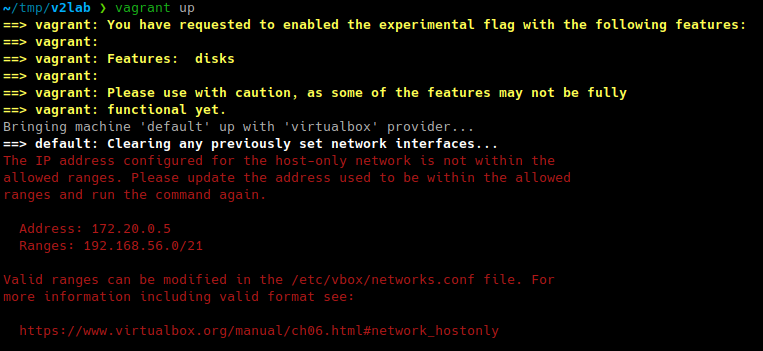 ~/tmp/v2lab ❯ vagrant up
==> vagrant: You have requested to enabled the experimental flag with the following features:
==> vagrant:
==> vagrant: Features:  disks
==> vagrant:
==> vagrant: Please use with caution, as some of the features may not be fully
==> vagrant: functional yet.
Bringing machine 'default' up with 'virtualbox' provider...
==> default: Clearing any previously set network interfaces...
The IP address configured for the host-only network is not within the
allowed ranges. Please update the address used to be within the allowed
ranges and run the command again.

  Address: 172.20.0.5
  Ranges: 192.168.56.0/21

Valid ranges can be modified in the /etc/vbox/networks.conf file. For
more information including valid format see:

  https://www.virtualbox.org/manual/ch06.html#network_hostonly